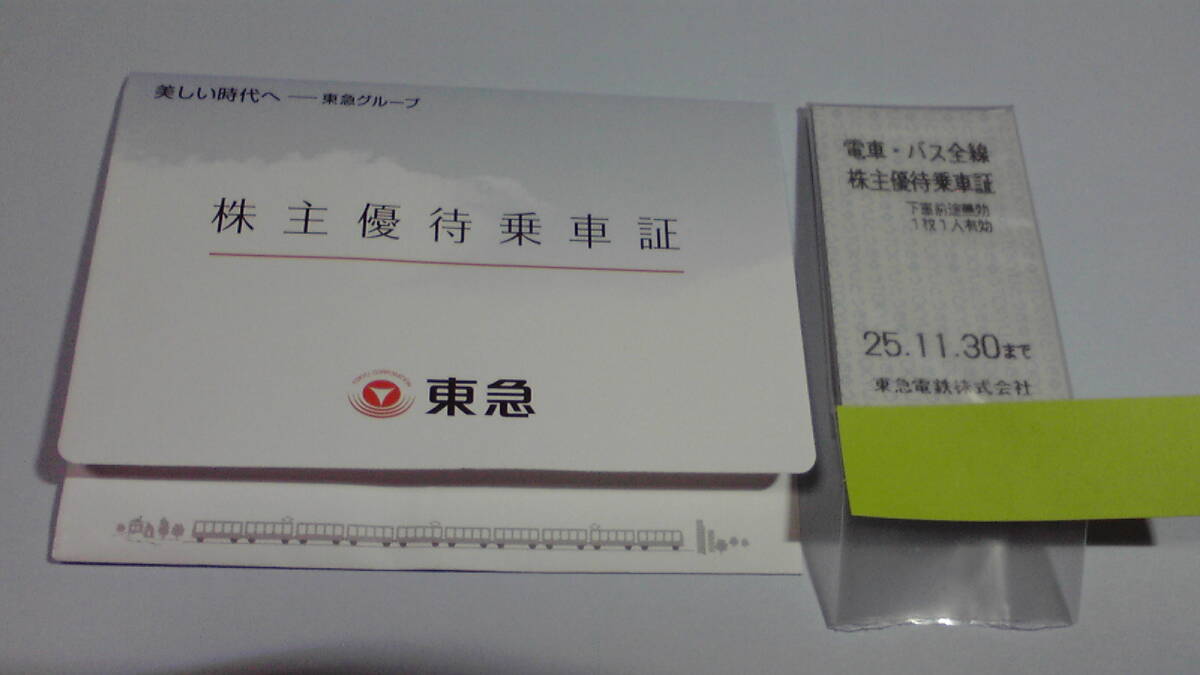 美しい時代へ ── 東急グループ
株主優待乗車証
東急
電車・バス全線
株主優待乗車証
下車前途無効
1枚1人有効
25.11.30まで
東急電鉄株式会社